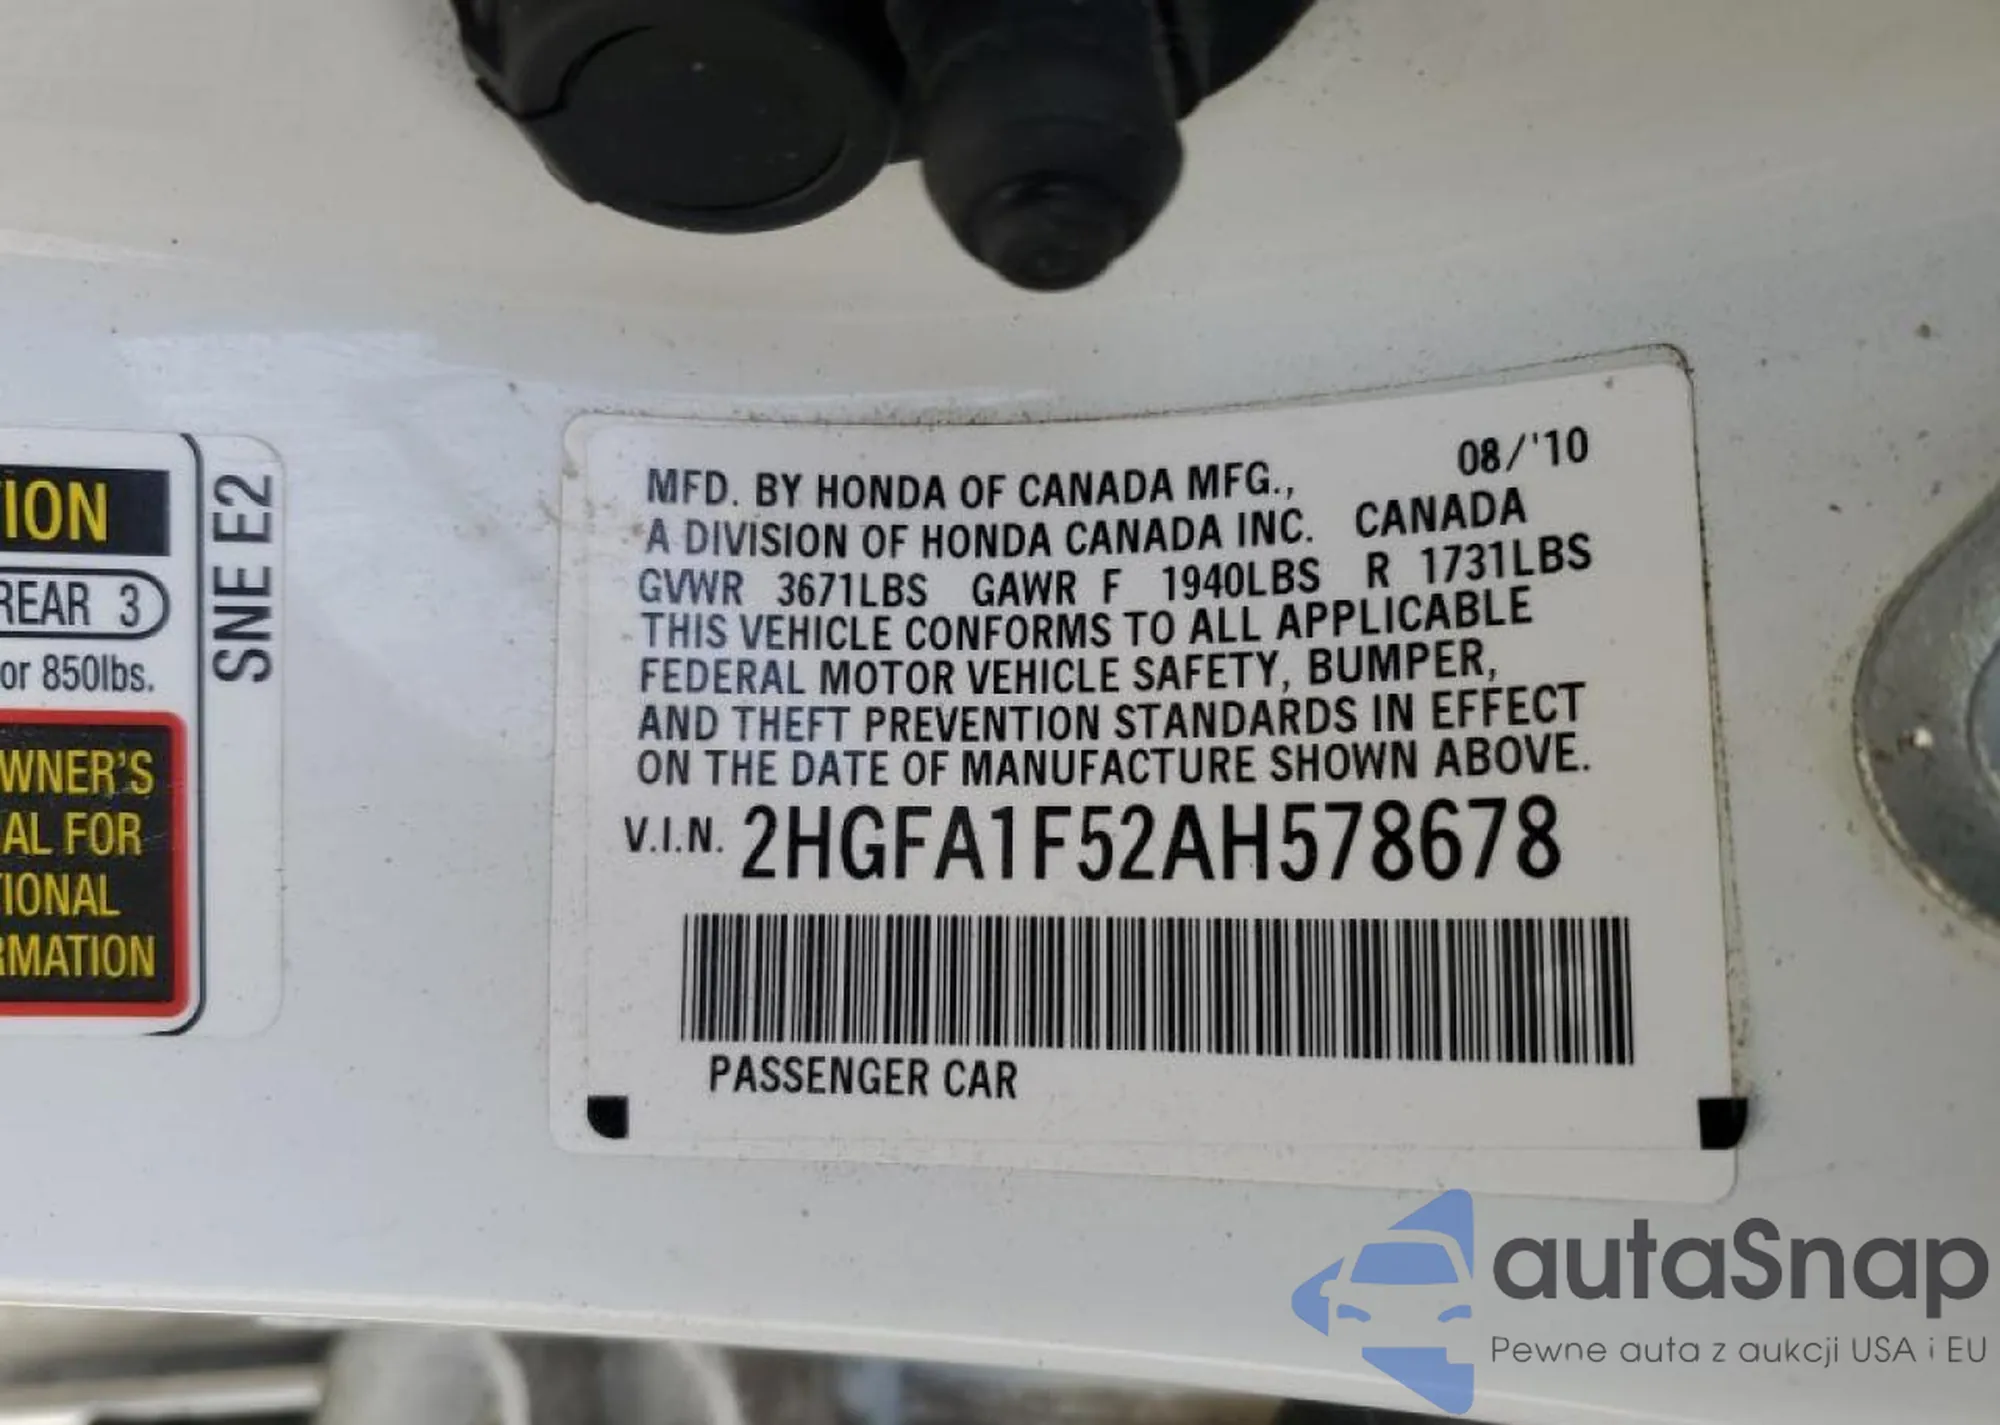 TION
REAR 3
or 850lbs.
WNER'S
AL FOR
TIONAL
RMATION
SNE E2
08/'10
MFD. BY HONDA OF CANADA MFG.,
A DIVISION OF HONDA CANADA INC. CANADA
GVWR 3671LBS GAWR F 1940LBS R 1731LBS
THIS VEHICLE CONFORMS TO ALL APPLICABLE
FEDERAL MOTOR VEHICLE SAFETY, BUMPER,
AND THEFT PREVENTION STANDARDS IN EFFECT
ON THE DATE OF MANUFACTURE SHOWN ABOVE.
V.I.N. 2HGFA1F52AH578678
PASSENGER CAR
autaSnap
Pewne auta z aukcji USA i EU